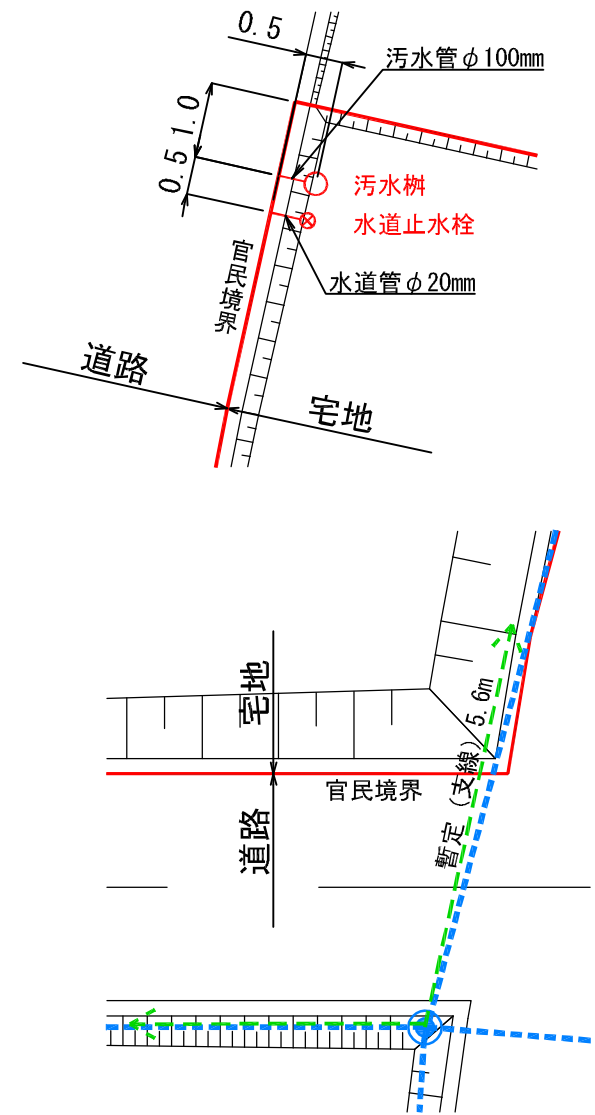 0.5
汚水管φ100mm
1.0
0.5
汚水桝
水道止水栓
官民境界
水道管φ20mm
道路
宅地
宅地
暫定（支線）5.6m
官民境界
道路